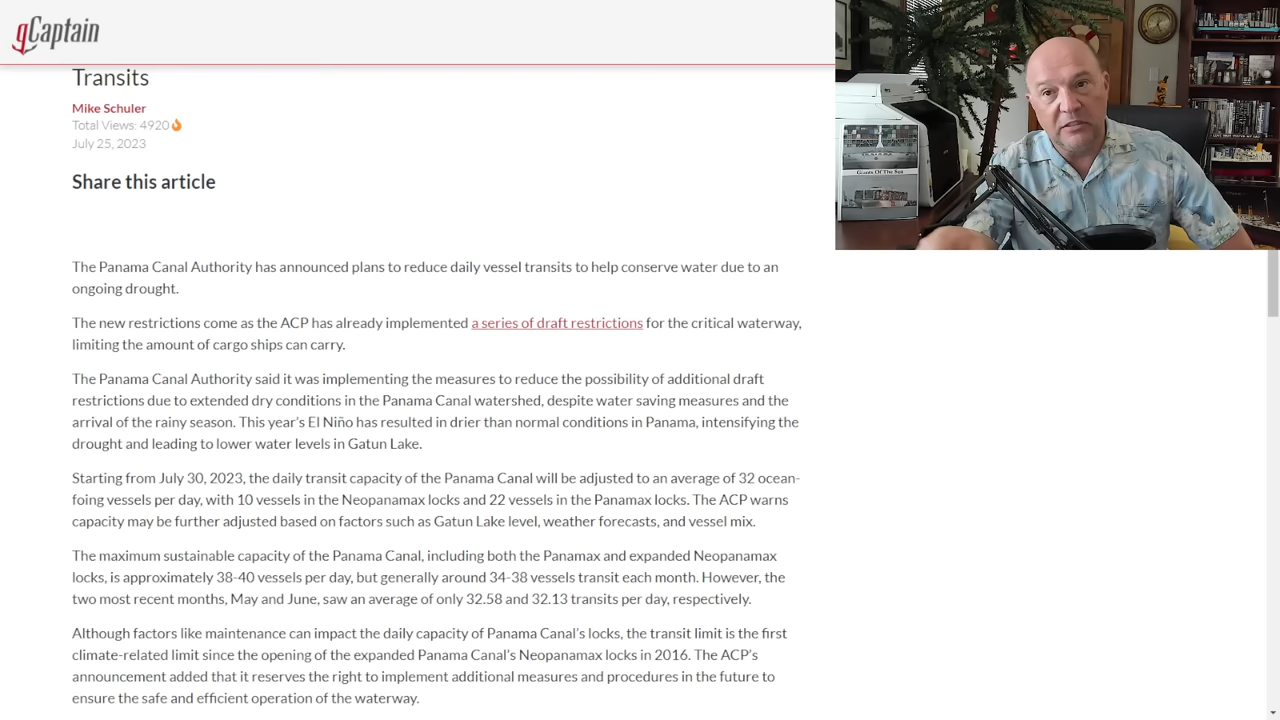 gCaptain
Transits
Mike Schuler
Total Views: 4920
July 25, 2023
Share this article
The Panama Canal Authority has announced plans to reduce daily vessel transits to help conserve water due to an
ongoing drought.
The new restrictions come as the ACP has already implemented a series of draft restrictions for the critical waterway,
limiting the amount of cargo ships can carry.
The Panama Canal Authority said it was implementing the measures to reduce the possibility of additional draft
restrictions due to extended dry conditions in the Panama Canal watershed, despite water saving measures and the
arrival of the rainy season. This year's El Niño has resulted in drier than normal conditions in Panama, intensifying the
drought and leading to lower water levels in Gatun Lake.
Starting from July 30, 2023, the daily transit capacity of the Panama Canal will be adjusted to an average of 32 ocean-
foing vessels per day, with 10 vessels in the Neopanamax locks and 22 vessels in the Panamax locks. The ACP warns
capacity may be further adjusted based on factors such as Gatun Lake level, weather forecasts, and vessel mix.
The maximum sustainable capacity of the Panama Canal, including both the Panamax and expanded Neopanamax
locks, is approximately 38-40 vessels per day, but generally around 34-38 vessels transit each month. However, the
two most recent months, May and June, saw an average of only 32.58 and 32.13 transits per day, respectively.
Although factors like maintenance can impact the daily capacity of Panama Canal's locks, the transit limit is the first
climate-related limit since the opening of the expanded Panama Canal's Neopanamax locks in 2016. The ACP's
announcement added that it reserves the right to implement additional measures and procedures in the future to
ensure the safe and efficient operation of the waterway.
Giants Of The Sea